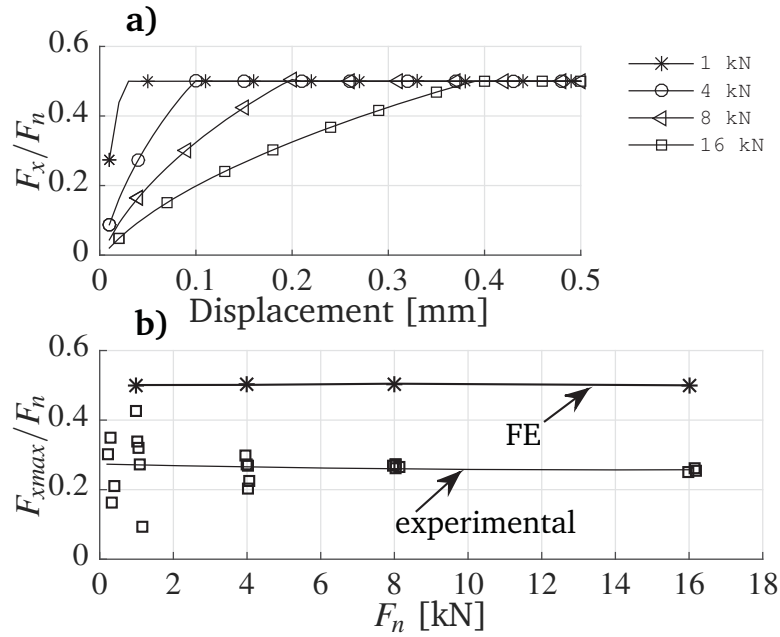 a)
0.6
0.4
0.2
0
F_x/F_n
0 0.1 0.2 0.3 0.4 0.5
Displacement [mm]
1 kN
4 kN
8 kN
16 kN
b)
0.6
0.4
0.2
0
F_{xmax}/F_n
FE
experimental
0 2 4 6 8 10 12 14 16 18
F_n [kN]